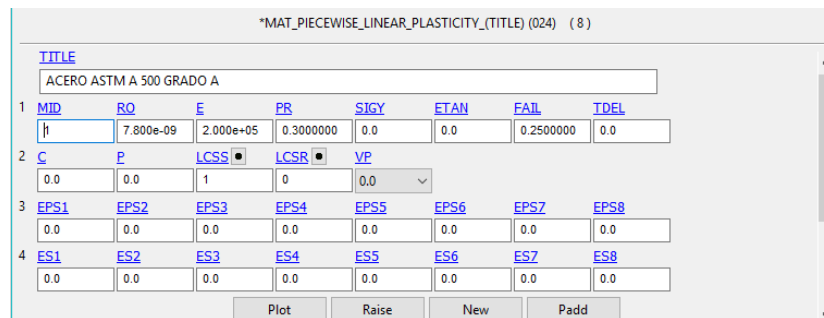 *MAT_PIECEWISE_LINEAR_PLASTICITY_(TITLE) (024) (8)
TITLE
ACERO ASTM A 500 GRADO A
1 MID RO E PR SIGY ETAN FAIL TDEL
1 7.800e-09 2.000e+05 0.3000000 0.0 0.0 0.2500000 0.0
2 C P LCSS LCSR VP
0.0 0.0 1 0 0.0
3 EPS1 EPS2 EPS3 EPS4 EPS5 EPS6 EPS7 EPS8
0.0 0.0 0.0 0.0 0.0 0.0 0.0 0.0
4 ES1 ES2 ES3 ES4 ES5 ES6 ES7 ES8
0.0 0.0 0.0 0.0 0.0 0.0 0.0 0.0
Plot Raise New Padd